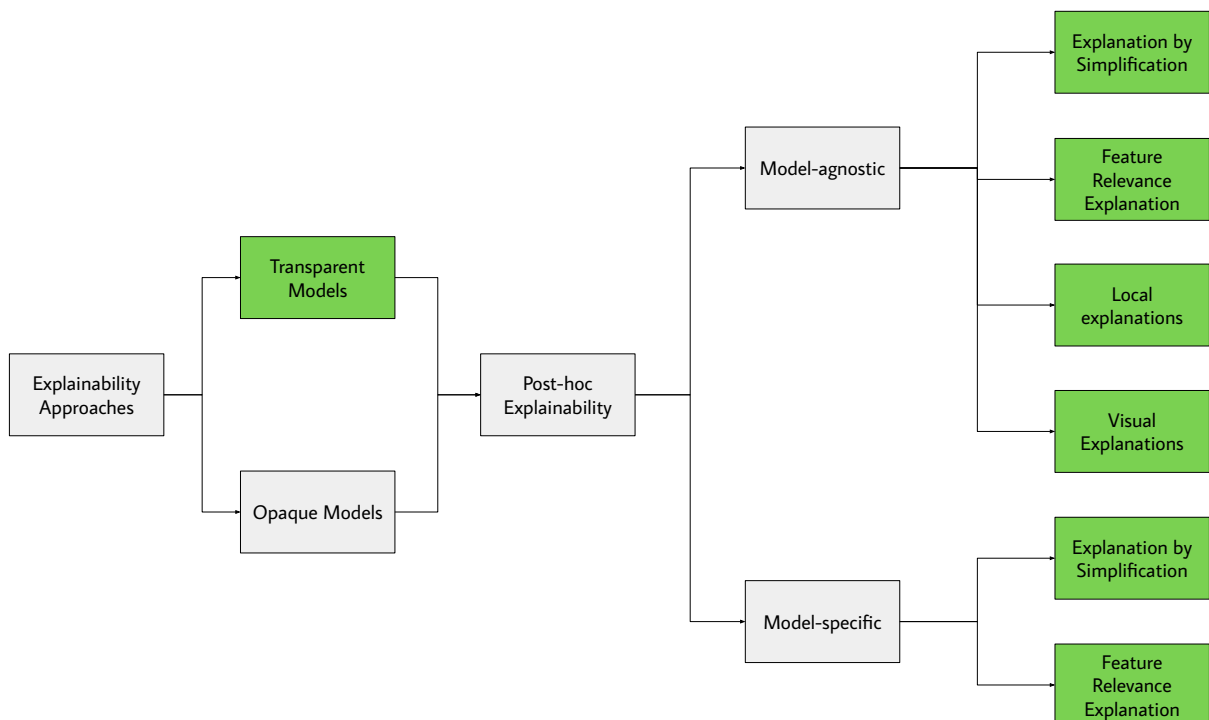 Explainability
Approaches
Transparent
Models
Opaque Models
Post-hoc
Explainability
Model-agnostic
Model-specific
Explanation by
Simplification
Feature
Relevance
Explanation
Local
explanations
Visual
Explanations
Explanation by
Simplification
Feature
Relevance
Explanation